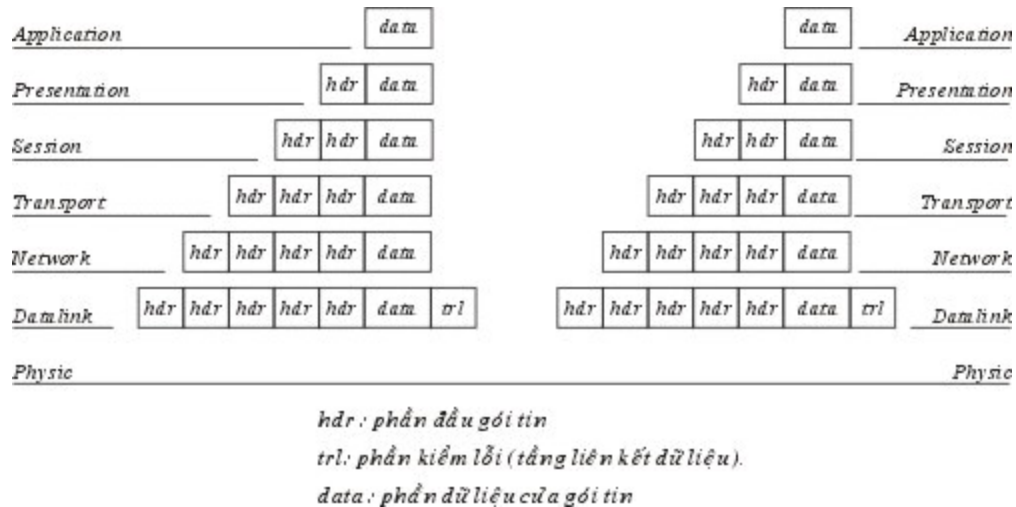 Application data data Application
Presentation hdr data hdr data Presentation
Session hdr hdr data hdr hdr data Session
Transport hdr hdr hdr data hdr hdr hdr data Transport
Network hdr hdr hdr hdr data hdr hdr hdr hdr data Network
Datalink hdr hdr hdr hdr hdr data trl hdr hdr hdr hdr hdr data trl Datalink
Physic Physic
hdr : phần đầu gói tin
trl: phần kiểm lỗi (tầng liên kết dữ liệu).
data : phần dữ liệu của gói tin